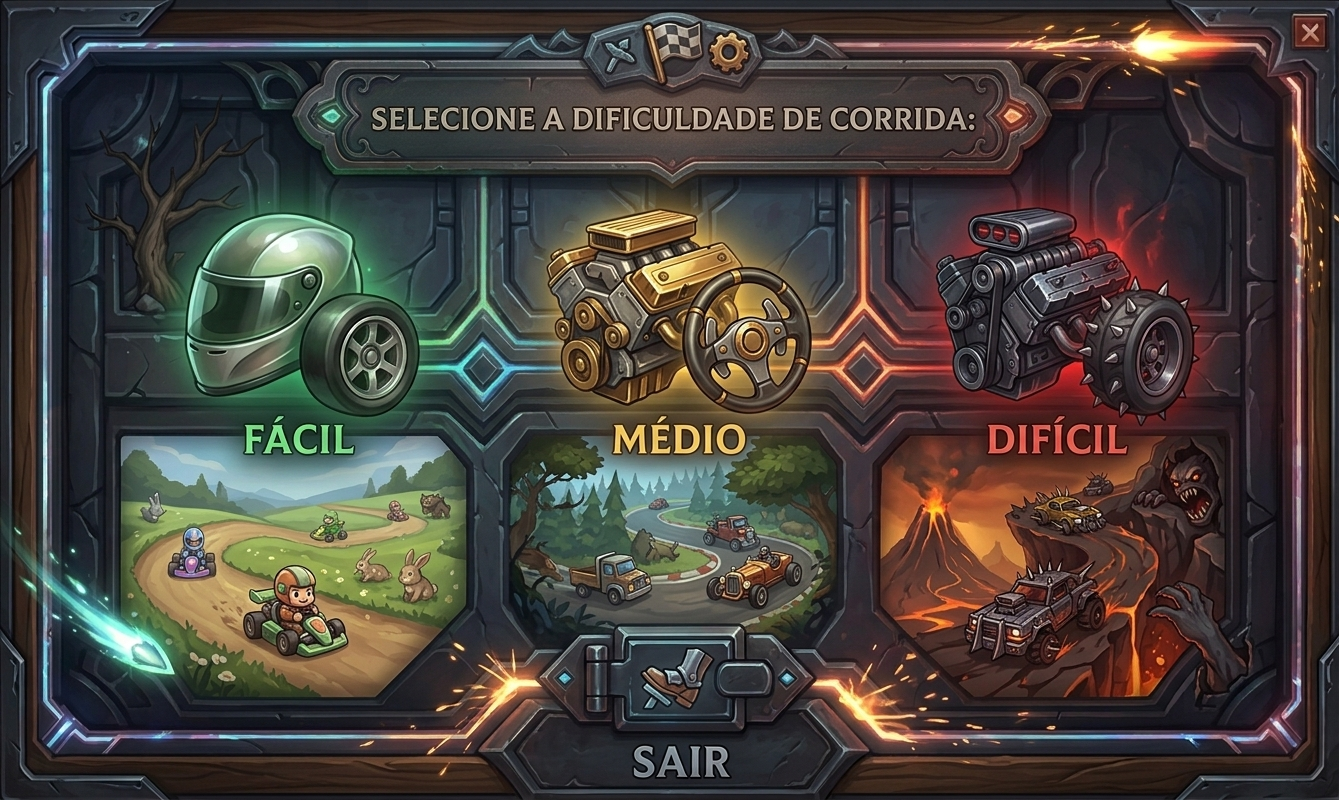 SELECIONE A DIFICULDADE DE CORRIDA:
FÁCIL
MÉDIO
DIFÍCIL
SAIR